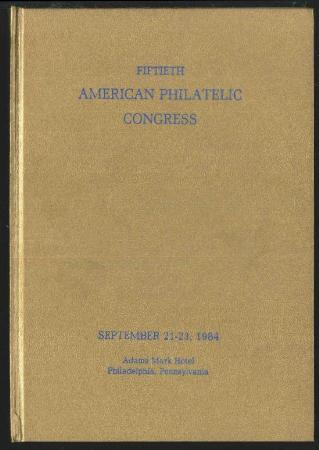 FIFTIETH
AMERICAN PHILATELIC
CONGRESS
SEPTEMBER 21-23, 1984
Adams Mark Hotel
Philadelphia, Pennsylvania